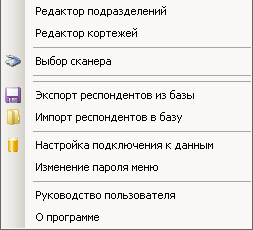 Редактор подразделений
Редактор кортежей
Выбор сканера
Экспорт респондентов из базы
Импорт респондентов в базу
Настройка подключения к данным
Изменение пароля меню
Руководство пользователя
О программе